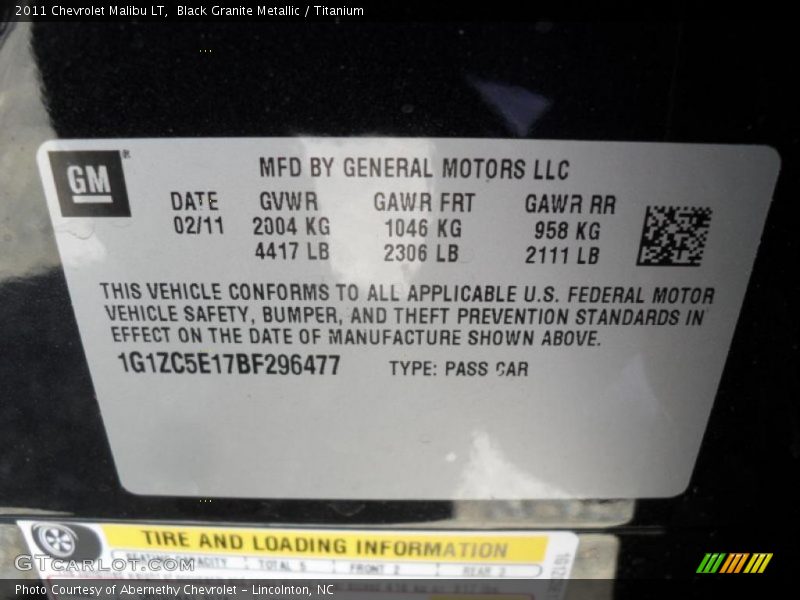 2011 Chevrolet Malibu LT, Black Granite Metallic / Titanium
GM®
MFD BY GENERAL MOTORS LLC
DATE GVWR GAWR FRT GAWR RR
02/11 2004 KG 1046 KG 958 KG
4417 LB 2306 LB 2111 LB
THIS VEHICLE CONFORMS TO ALL APPLICABLE U.S. FEDERAL MOTOR
VEHICLE SAFETY, BUMPER, AND THEFT PREVENTION STANDARDS IN
EFFECT ON THE DATE OF MANUFACTURE SHOWN ABOVE.
1G1ZC5E17BF296477 TYPE: PASS CAR
TIRE AND LOADING INFORMATION
SEATING CAPACITY TOTAL 5 FRONT 2 REAR 3
GTCarLot.com
Photo Courtesy of Abernethy Chevrolet - Lincolnton, NC